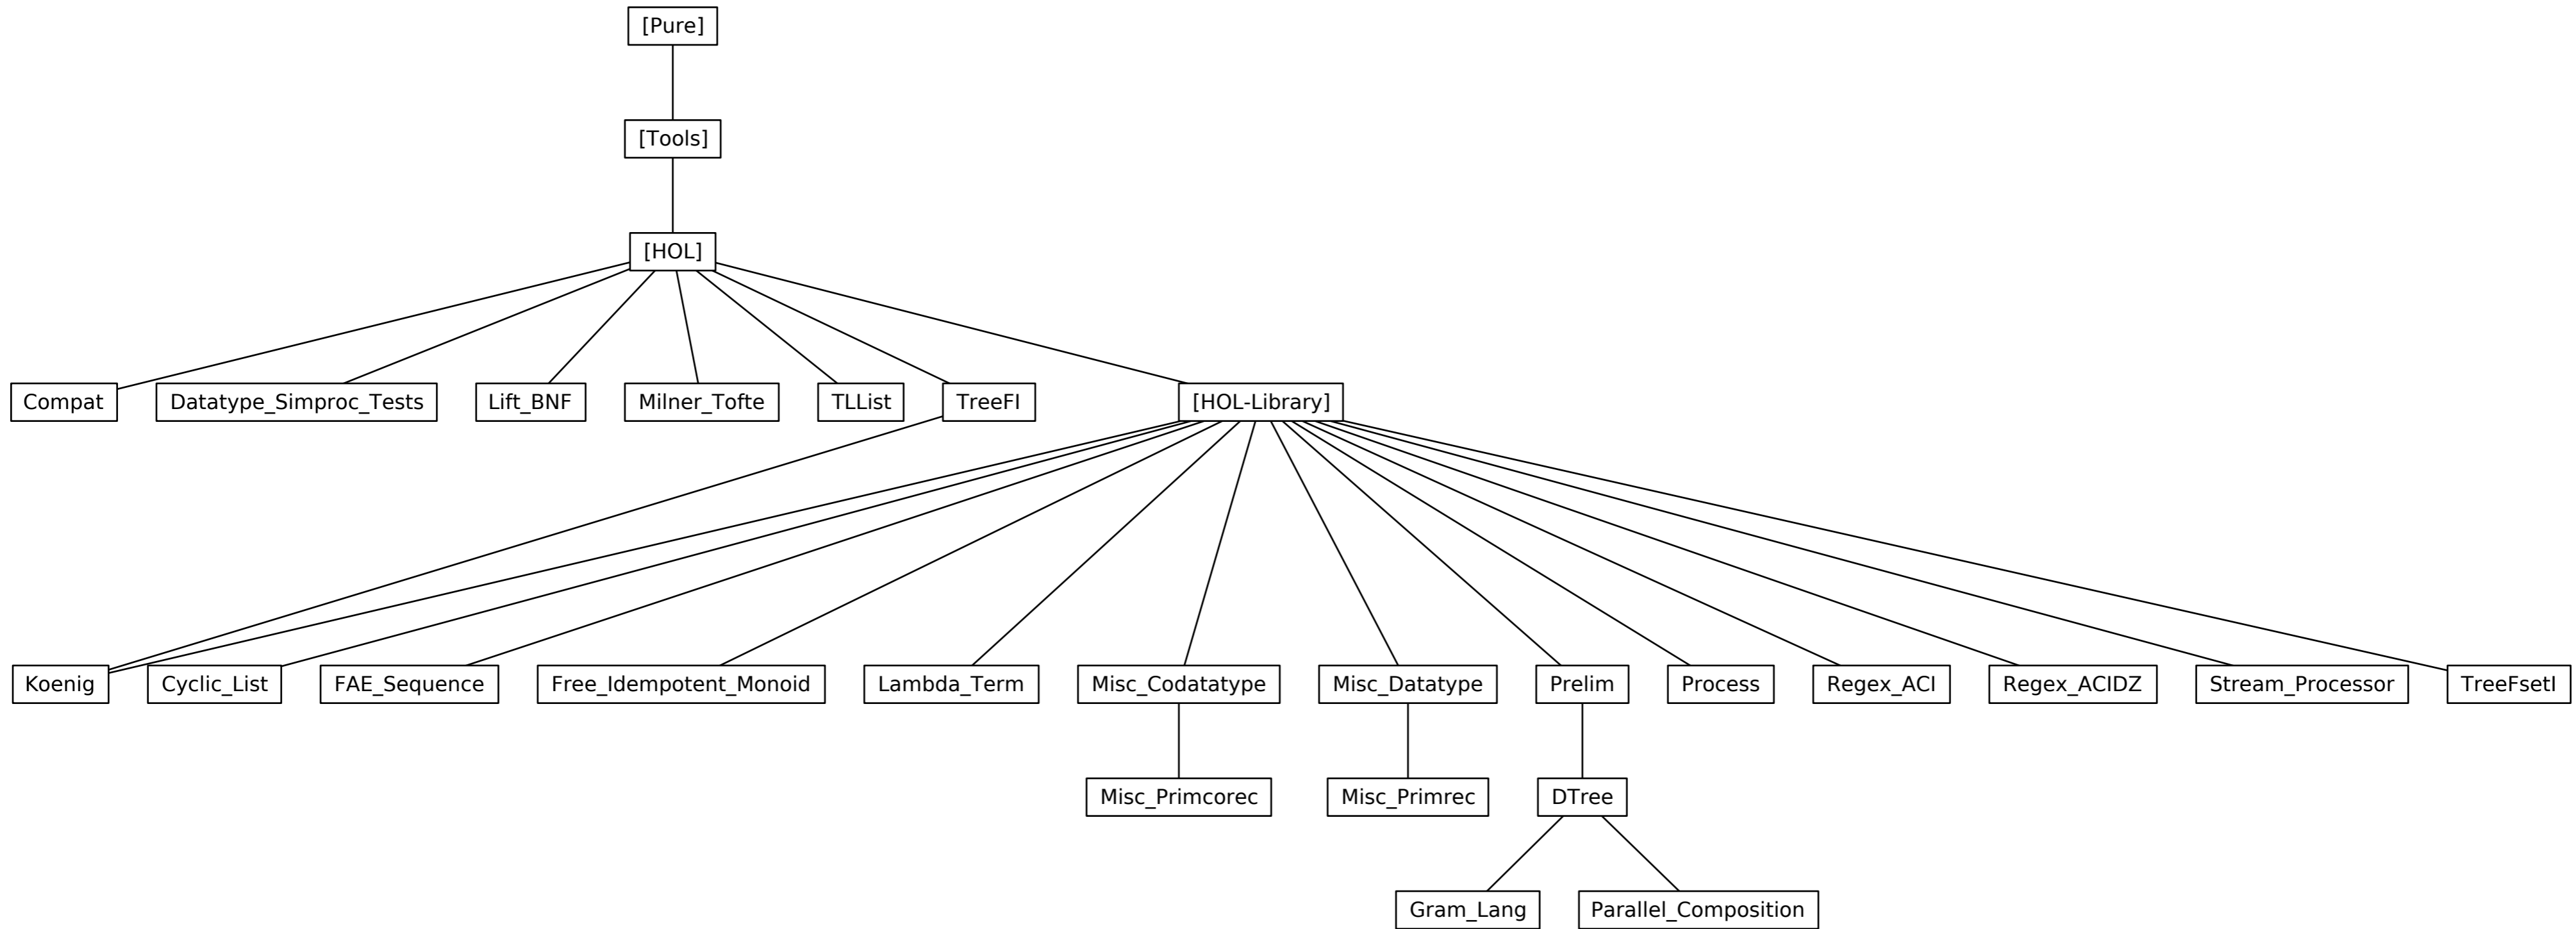 [Pure]
[Tools]
[HOL]
Compat
Datatype_Simproc_Tests
Lift_BNF
Milner_Tofte
TLList
TreeFI
[HOL-Library]
Koenig
Cyclic_List
FAE_Sequence
Free_Idempotent_Monoid
Lambda_Term
Misc_Codatatype
Misc_Datatype
Prelim
Process
Regex_ACI
Regex_ACIDZ
Stream_Processor
TreeFsetI
Misc_Primcorec
Misc_Primrec
DTree
Gram_Lang
Parallel_Composition